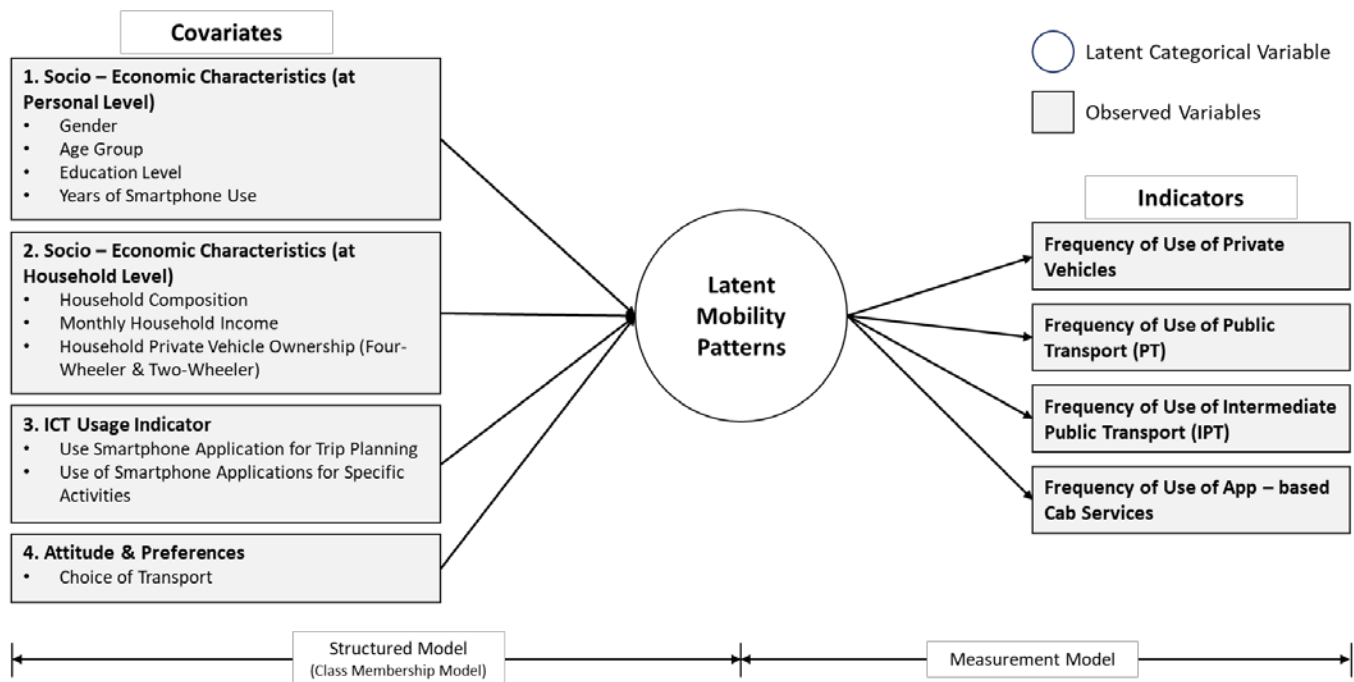 Covariates
1. Socio – Economic Characteristics (at
Personal Level)
• Gender
• Age Group
• Education Level
• Years of Smartphone Use
2. Socio – Economic Characteristics (at
Household Level)
• Household Composition
• Monthly Household Income
• Household Private Vehicle Ownership (Four-
Wheeler & Two-Wheeler)
3. ICT Usage Indicator
• Use Smartphone Application for Trip Planning
• Use of Smartphone Applications for Specific
Activities
4. Attitude & Preferences
• Choice of Transport
Latent
Mobility
Patterns
Latent Categorical Variable
Observed Variables
Indicators
Frequency of Use of Private
Vehicles
Frequency of Use of Public
Transport (PT)
Frequency of Use of Intermediate
Public Transport (IPT)
Frequency of Use of App – based
Cab Services
Structured Model
(Class Membership Model)
Measurement Model